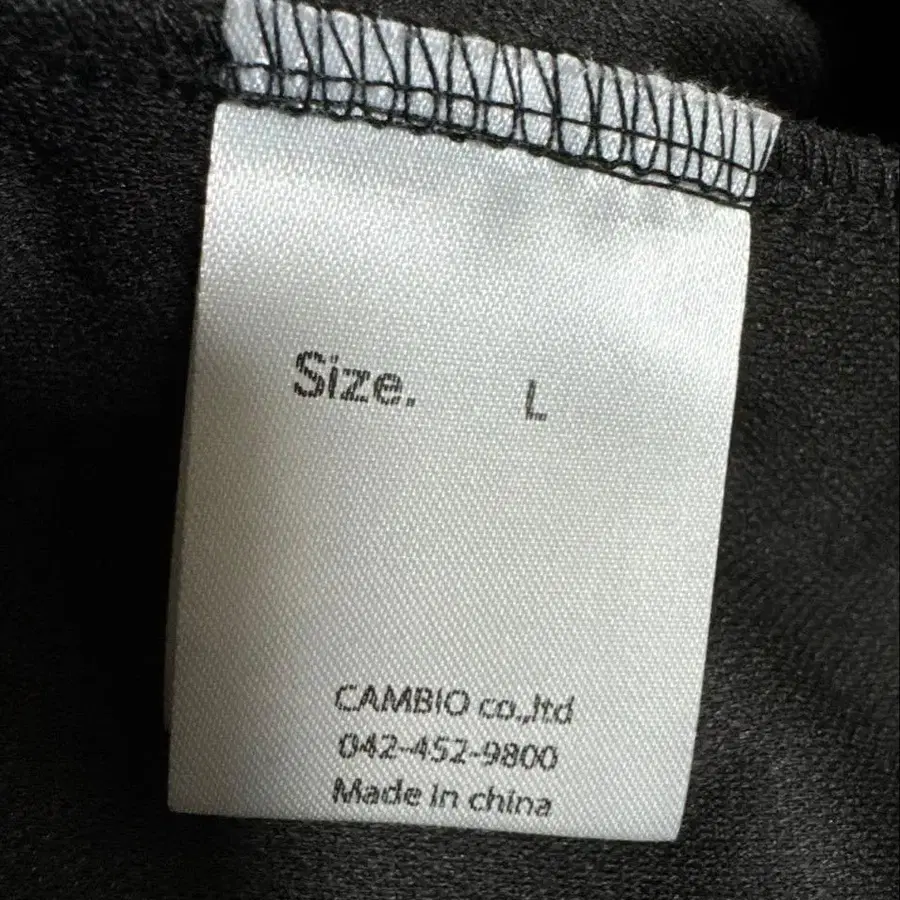 Size. L
CAMBIO co.,ltd
042-452-9800
Made in china